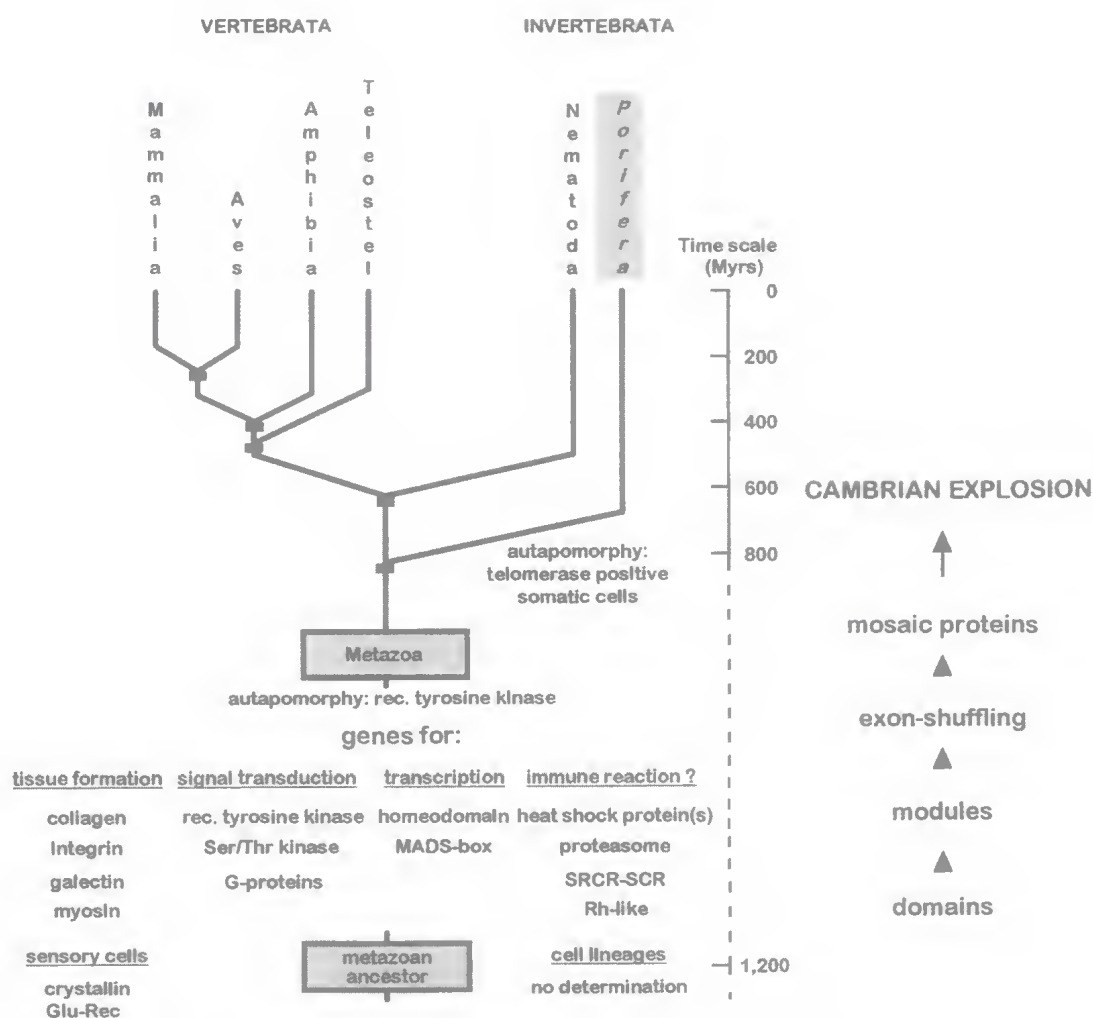 VERTEBRATA
INVERTEBRATA
Mammalia
Aves
Amphibia
Teleostei
Nematoda
Porifera
Time scale
(Myrs)
0
200
400
600
800
1,200
CAMBRIAN EXPLOSION
mosaic proteins
exon-shuffling
modules
domains
autapomorphy:
telomerase positive
somatic cells
Metazoa
autapomorphy: rec. tyrosine kinase
genes for:
tissue formation
collagen
Integrin
galectin
myosin
signal transduction
rec. tyrosine kinase
Ser/Thr kinase
G-proteins
transcription
homeodomain
MADS-box
immune reaction ?
heat shock protein(s)
proteasome
SRCR-SCR
Rh-like
sensory cells
crystallin
Glu-Rec
metazoan
ancestor
cell lineages
no determination